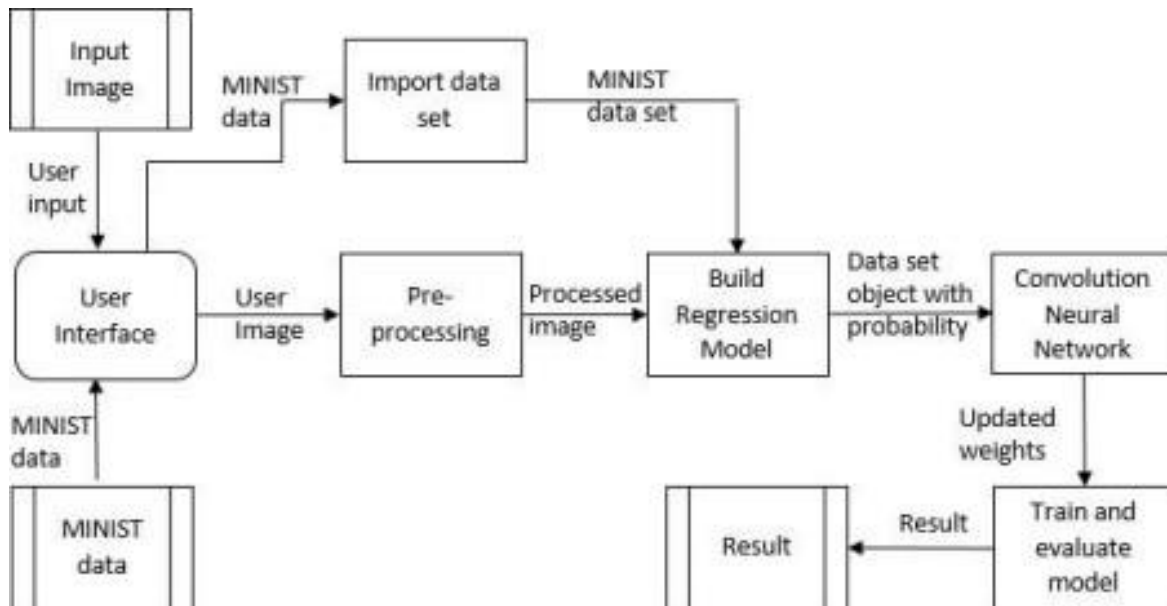 Input
Image
MINIST
data
Import data
set
MINIST
data set
User
input
User
Interface
User
Image
Pre-
processing
Processed
image
Build
Regression
Model
Data set
object with
probability
Convolution
Neural
Network
MINIST
data
Updated
weights
MINIST
data
Result
Result
Train and
evaluate
model